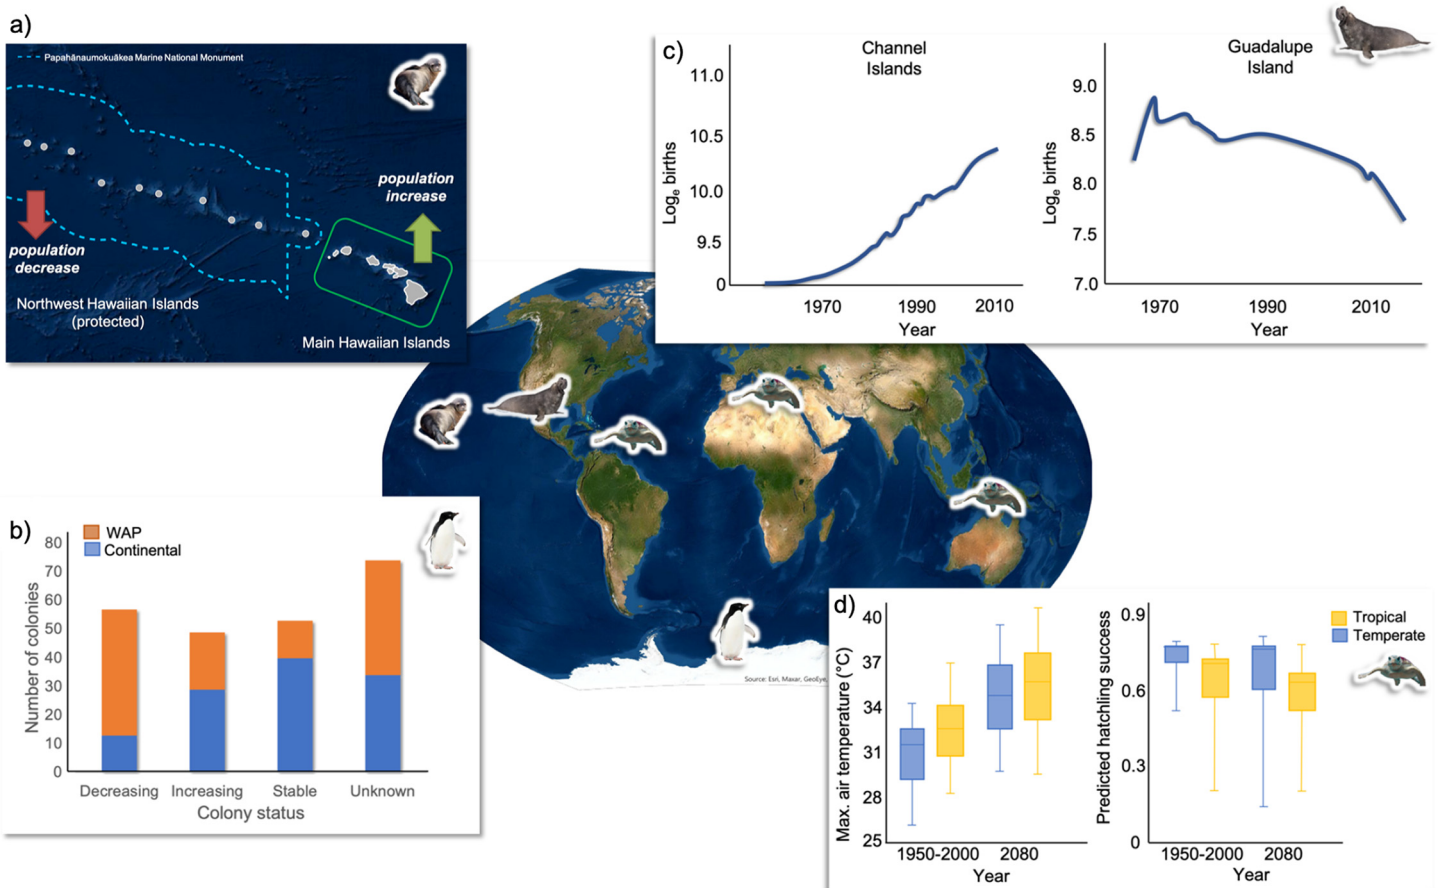 a)
Papahānaumokuākea Marine National Monument
population
increase
population
decrease
Northwest Hawaiian Islands
(protected)
Main Hawaiian Islands
c)
Channel
Islands
11.0
10.5
10.0
9.5
0
Logₑ births
1970
1990
2010
Year
Guadalupe
Island
9.0
8.5
8.0
7.5
7.0
Logₑ births
1970
1990
2010
Year
b)
WAP
Continental
80
70
60
50
40
30
20
10
0
Number of colonies
Decreasing
Increasing
Stable
Unknown
Colony status
Source: Esri, Maxar, GeoEye,
d)
40
37
34
31
28
25
Max. air temperature (°C)
1950-2000
2080
Year
0.9
0.6
0.3
0
Predicted hatchling success
1950-2000
2080
Year
Tropical
Temperate